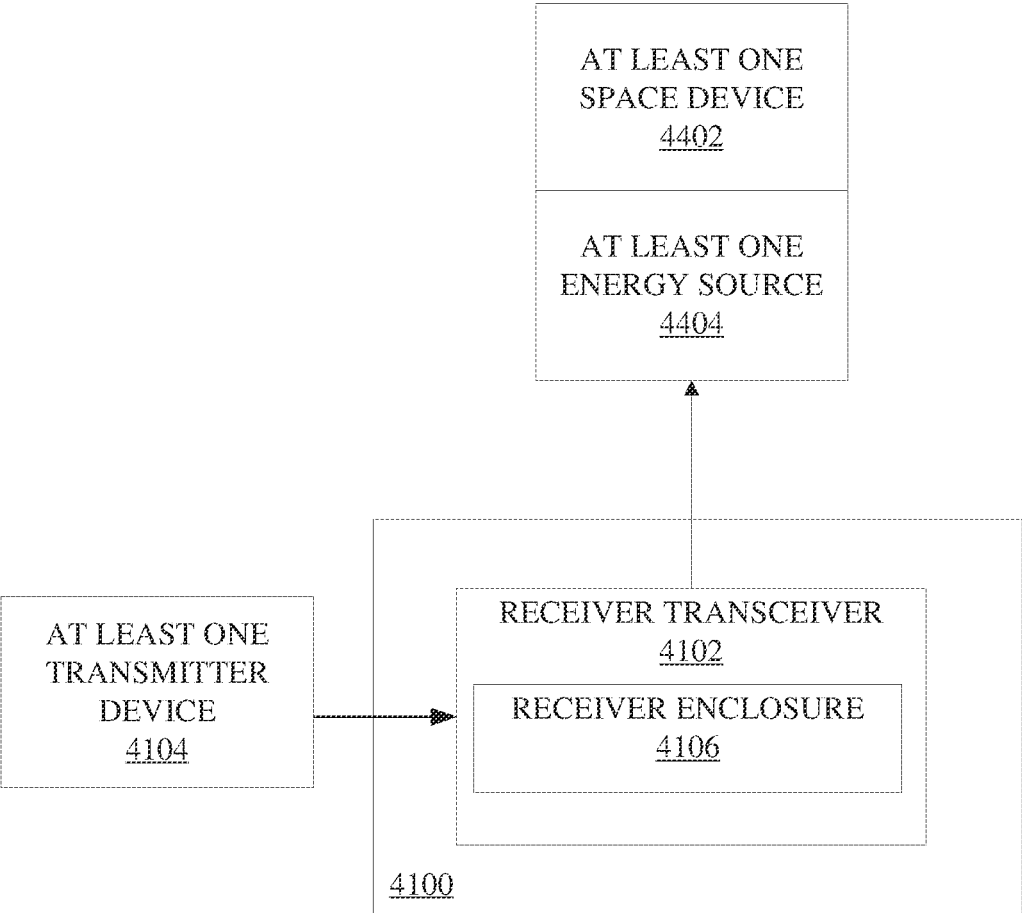 AT LEAST ONE
SPACE DEVICE
4402
AT LEAST ONE
ENERGY SOURCE
4404
RECEIVER TRANSCEIVER
4102
RECEIVER ENCLOSURE
4106
AT LEAST ONE
TRANSMITTER
DEVICE
4104
4100